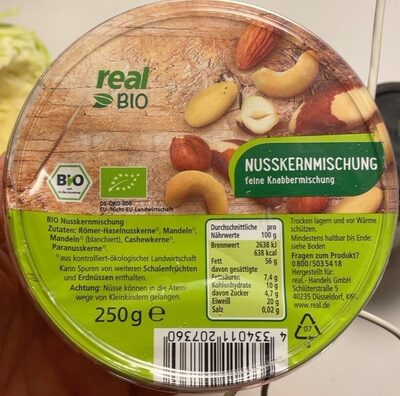 real
BIO
NUSSKERNMISCHUNG
feine Knabbermischung
Bio
DE-ÖKO-006
EU-/Nicht-EU-Landwirtschaft
BIO Nusskernmischung
Zutaten: Römer-Haselnusskerne¹⁾, Mandeln¹⁾,
Mandeln¹⁾ (blanchiert), Cashewkerne¹⁾,
Paranusskerne¹⁾.
¹⁾ aus kontrolliert-ökologischer Landwirtschaft
Kann Spuren von weiteren Schalenfrüchten
und Erdnüssen enthalten.
Achtung: Nüsse können in die Atem-
wege von Kleinkindern gelangen.
250g e
Durchschnittliche pro
Nährwerte 100 g
Brennwert 2638 kJ
638 kcal
Fett 56 g
davon gesättigte
Fettsäuren 7,4 g
Kohlenhydrate 10 g
davon Zucker 4,7 g
Eiweiß 20 g
Salz 0,02 g
Trocken lagern und vor Wärme
schützen.
Mindestens haltbar bis Ende:
siehe Boden
Fragen zum Produkt?
0 800/503 54 18
Hergestellt für:
real,- Handels GmbH
Schlüterstraße 5
40235 Düsseldorf,
www.real.de
07
4 334011 207360